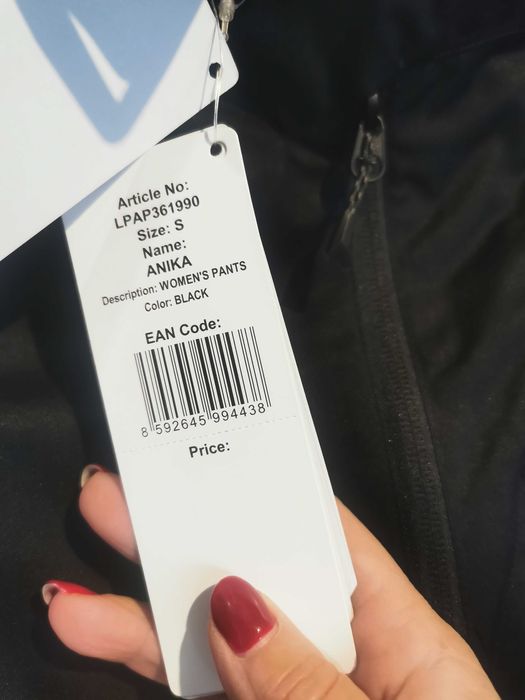 Article No:
LPAP361990
Size: S
Name:
ANIKA
Description: WOMEN'S PANTS
Color: BLACK
EAN Code:
8 592645 994438
Price: